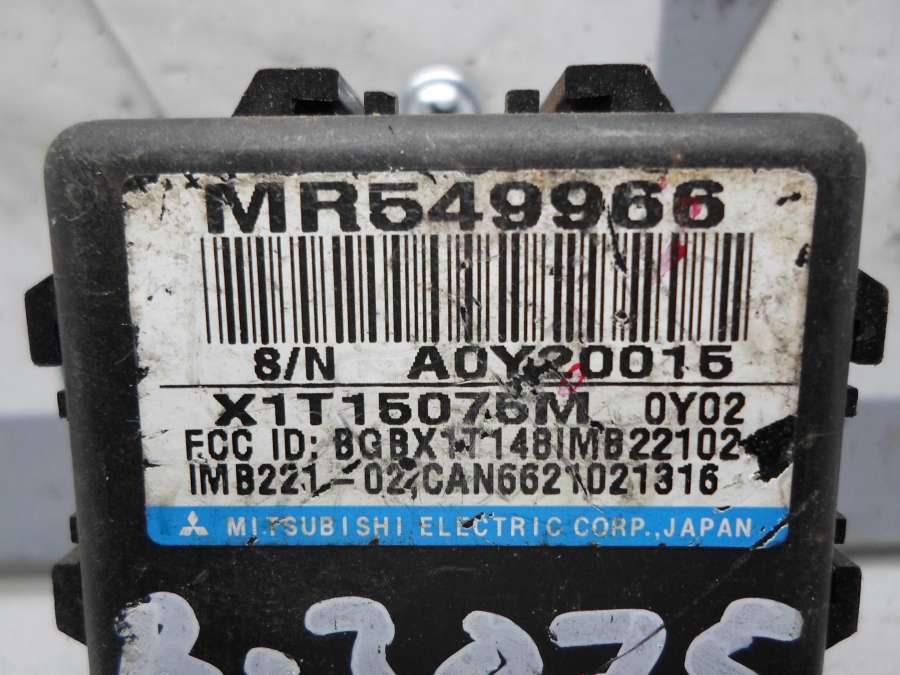 MR549966
S/N A0Y20015
X1T15075M 0Y02
FCC ID: BGBX1T148IMB22102
IMB221-02,CAN6621021316
MITSUBISHI ELECTRIC CORP.,JAPAN